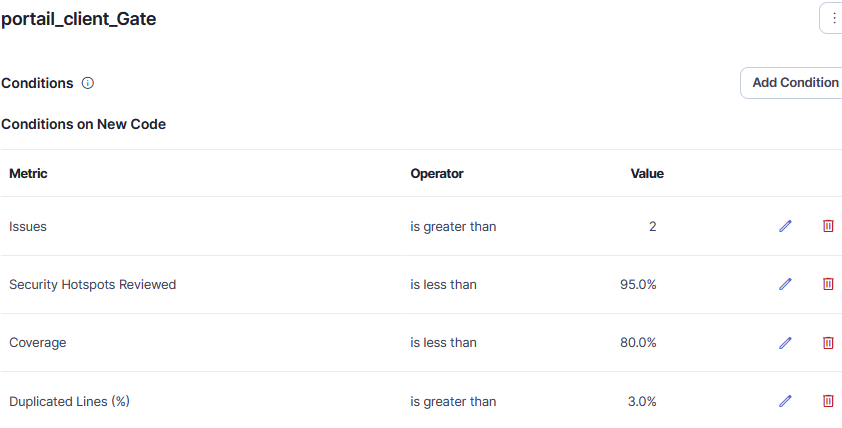 portail_client_Gate
Conditions
Add Condition
Conditions on New Code
Metric Operator Value
Issues is greater than 2
Security Hotspots Reviewed is less than 95.0%
Coverage is less than 80.0%
Duplicated Lines (%) is greater than 3.0%